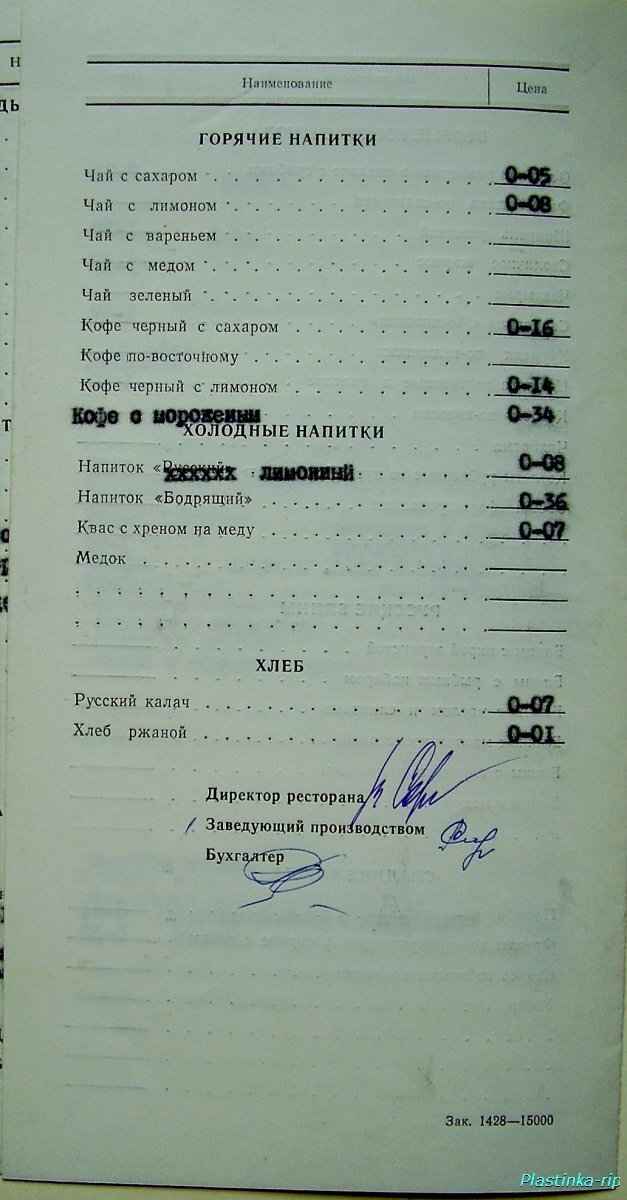 Наименование Цена
ГОРЯЧИЕ НАПИТКИ
Чай с сахаром 0-05
Чай с лимоном 0-08
Чай с вареньем
Чай с медом
Чай зеленый
Кофе черный с сахаром 0-16
Кофе по-восточному
Кофе черный с лимоном 0-14
Кофе с мороженым 0-34
ХОЛОДНЫЕ НАПИТКИ
Напиток «Русский» лимонный 0-08
Напиток «Бодрящий» 0-36
Квас с хреном на меду 0-07
Медок
ХЛЕБ
Русский калач 0-07
Хлеб ржаной 0-01
Директор ресторана
Заведующий производством
Бухгалтер
Зак. 1428—15000
Plastinka-rip